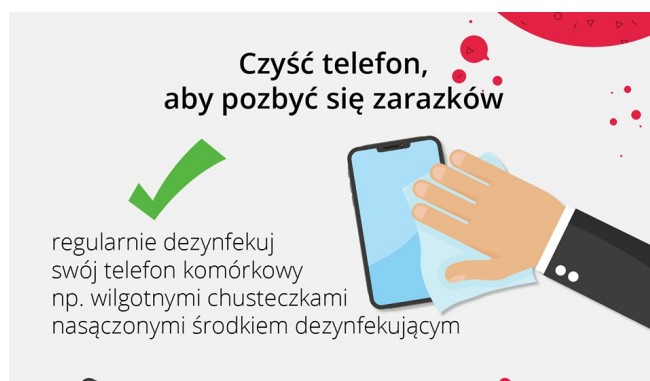 Czyść telefon,
aby pozbyć się zarazków
regularnie dezynfekuj
swój telefon komórkowy
np. wilgotnymi chusteczkami
nasączonymi środkiem dezynfekującym